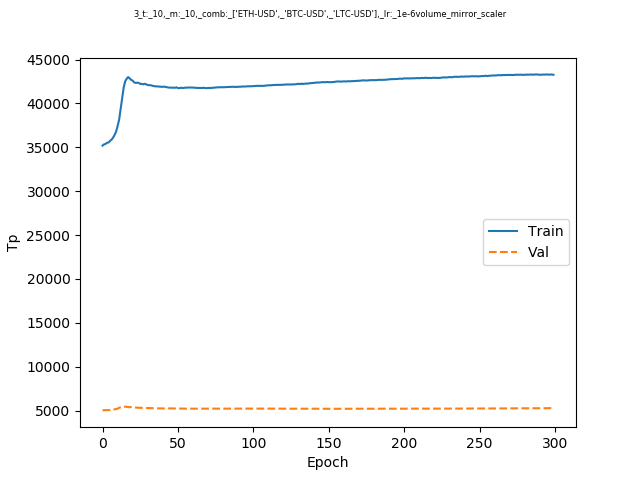 3_t:_10,_m:_10,_comb:_['ETH-USD',_'BTC-USD',_'LTC-USD'],_lr:_1e-6volume_mirror_scaler
45000
40000
35000
30000
25000
20000
15000
10000
5000
Tp
Train
Val
0 50 100 150 200 250 300
Epoch